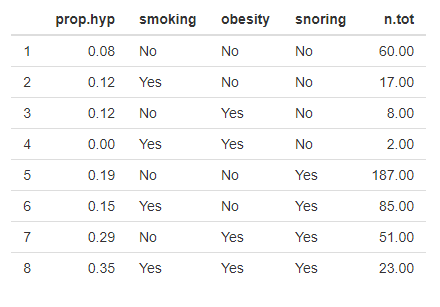 prop.hyp smoking obesity snoring n.tot
1 0.08 No No No 60.00
2 0.12 Yes No No 17.00
3 0.12 No Yes No 8.00
4 0.00 Yes Yes No 2.00
5 0.19 No No Yes 187.00
6 0.15 Yes No Yes 85.00
7 0.29 No Yes Yes 51.00
8 0.35 Yes Yes Yes 23.00